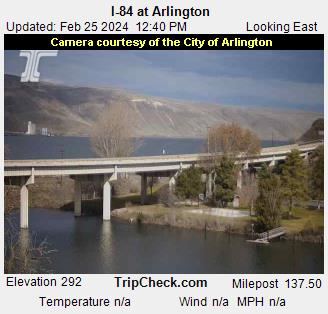 I-84 at Arlington
Updated: Feb 25 2024 12:40 PM Looking East
Camera courtesy of the City of Arlington
Elevation 292 TripCheck.com Milepost 137.50
Temperature n/a Wind n/a MPH n/a